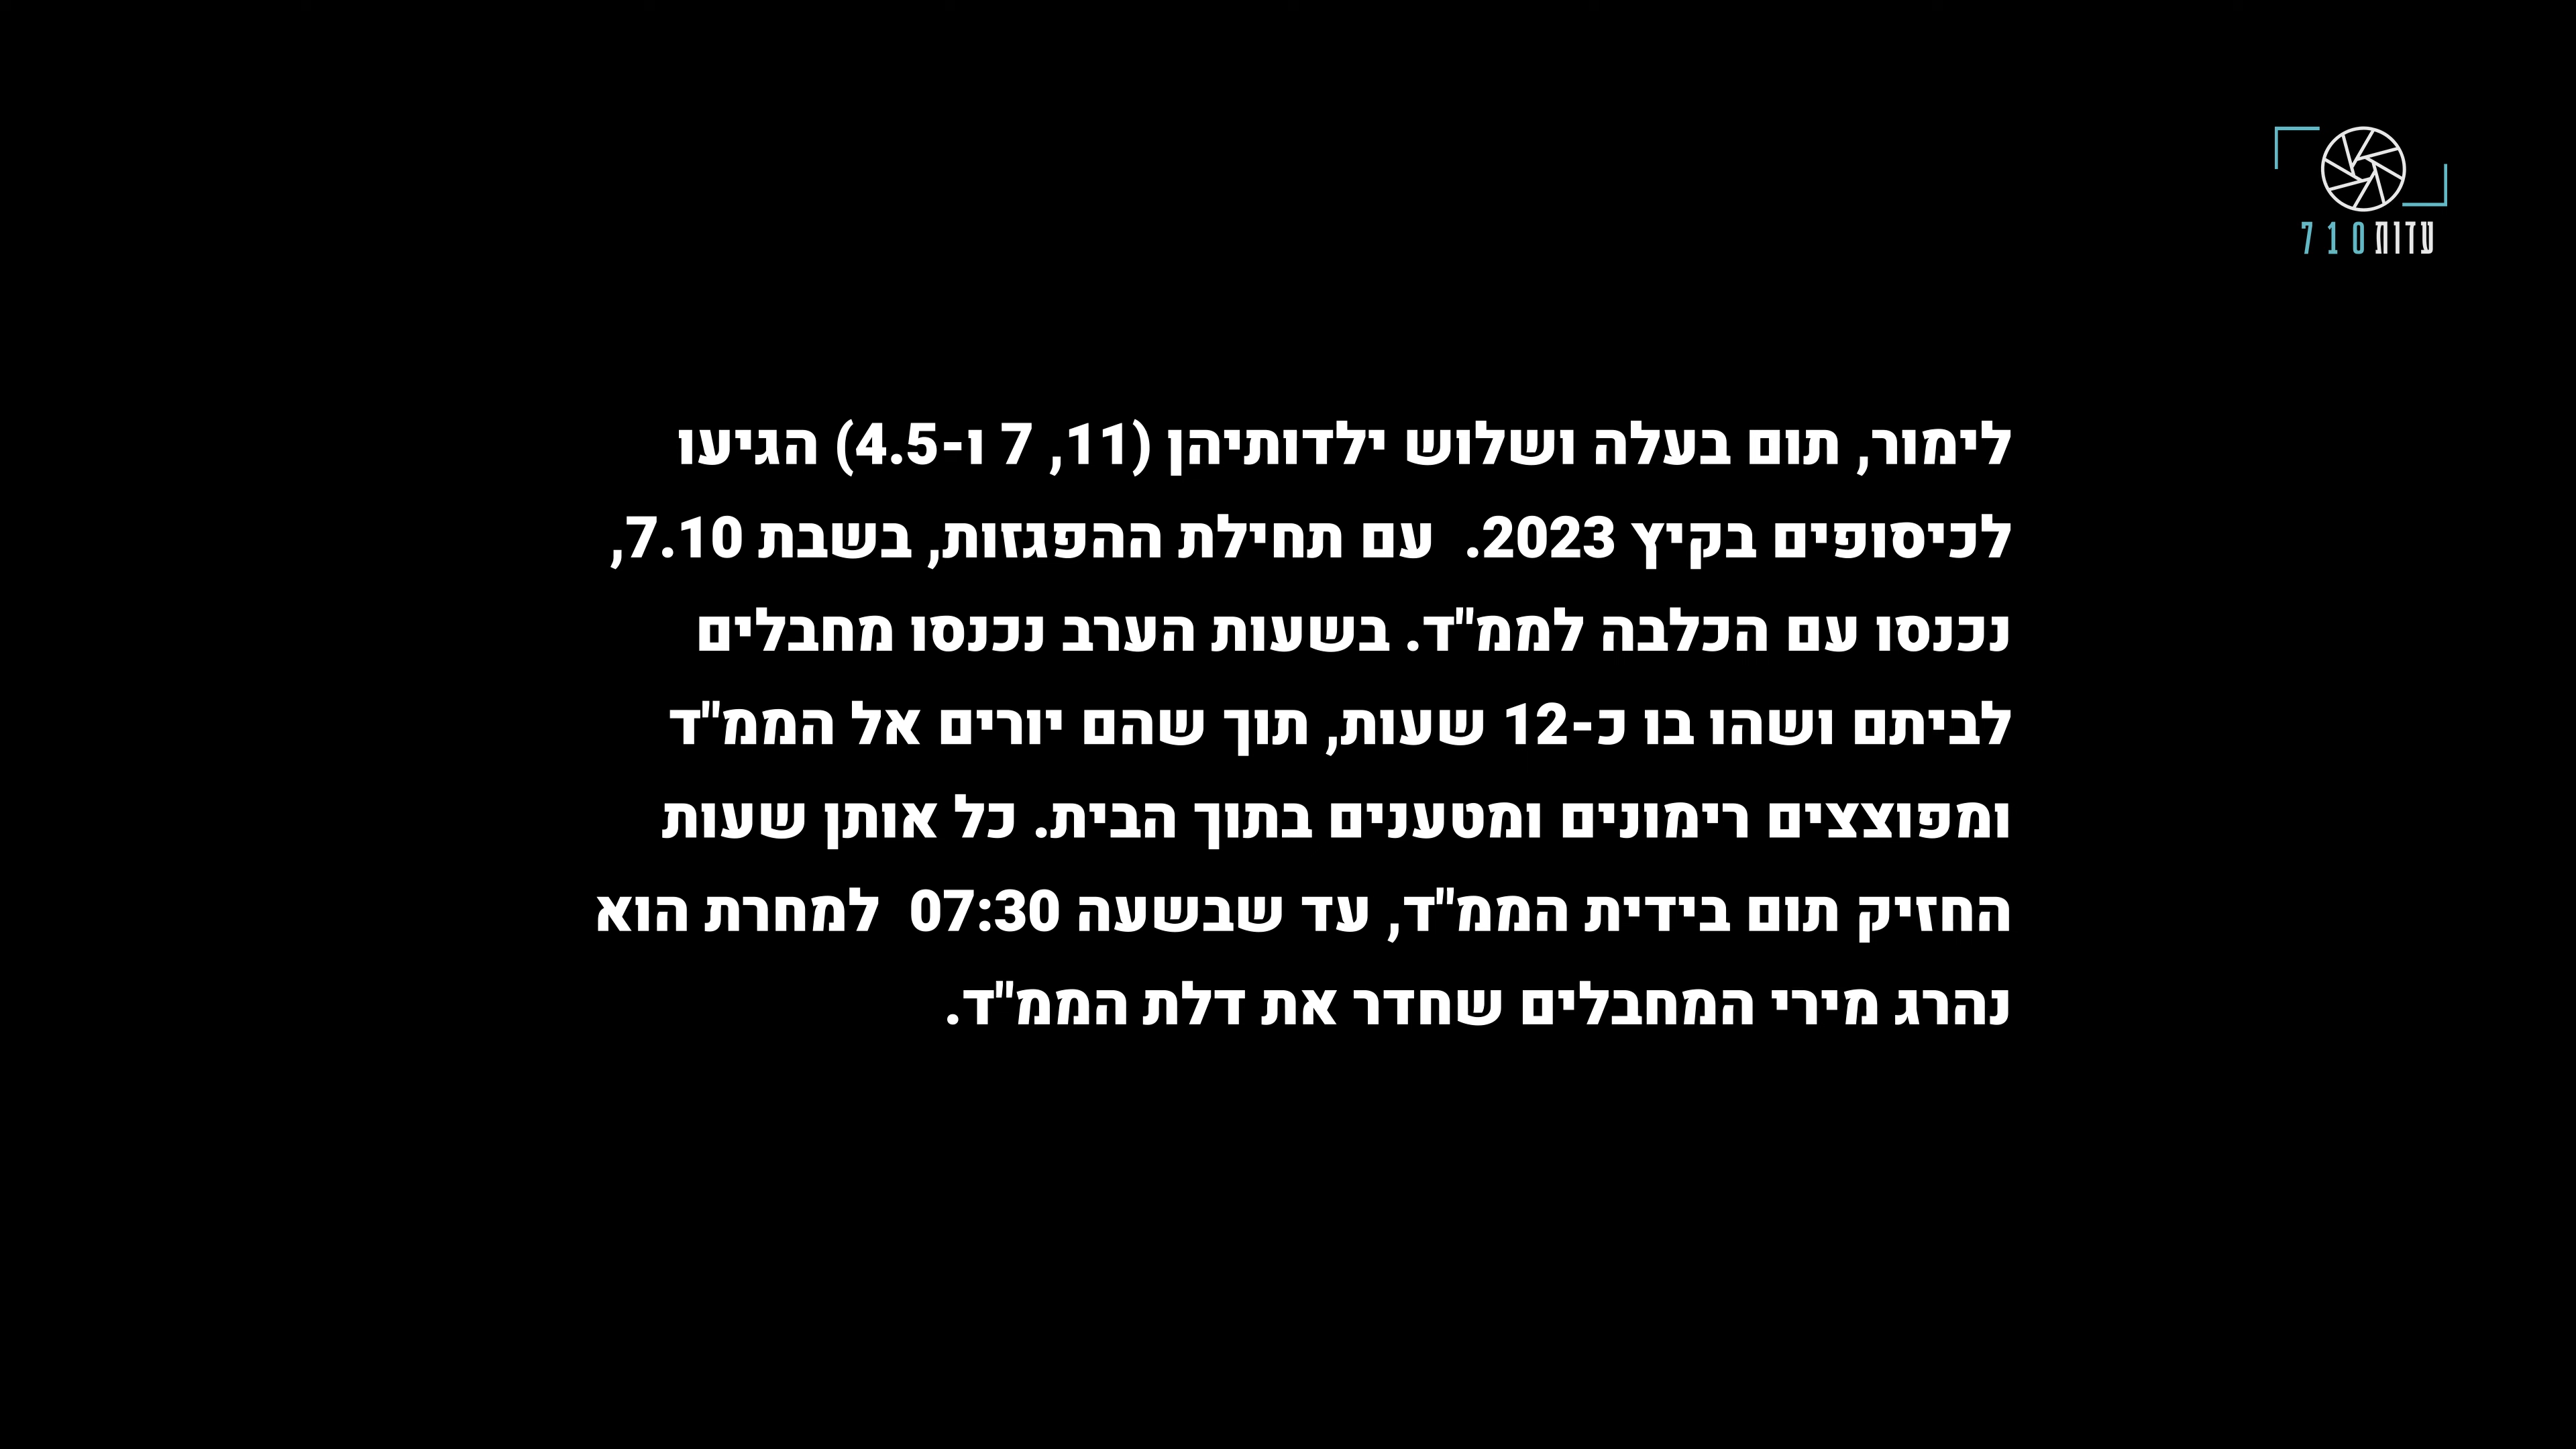 עדות710
לימור, תום בעלה ושלוש ילדותיהן (11, 7 ו-4.5) הגיעו
לכיסופים בקיץ 2023.  עם תחילת ההפגזות, בשבת 7.10,
נכנסו עם הכלבה לממ"ד. בשעות הערב נכנסו מחבלים
לביתם ושהו בו כ-12 שעות, תוך שהם יורים אל הממ"ד
ומפוצצים רימונים ומטענים בתוך הבית. כל אותן שעות
החזיק תום בידית הממ"ד, עד שבשעה 07:30  למחרת הוא
נהרג מירי המחבלים שחדר את דלת הממ"ד.